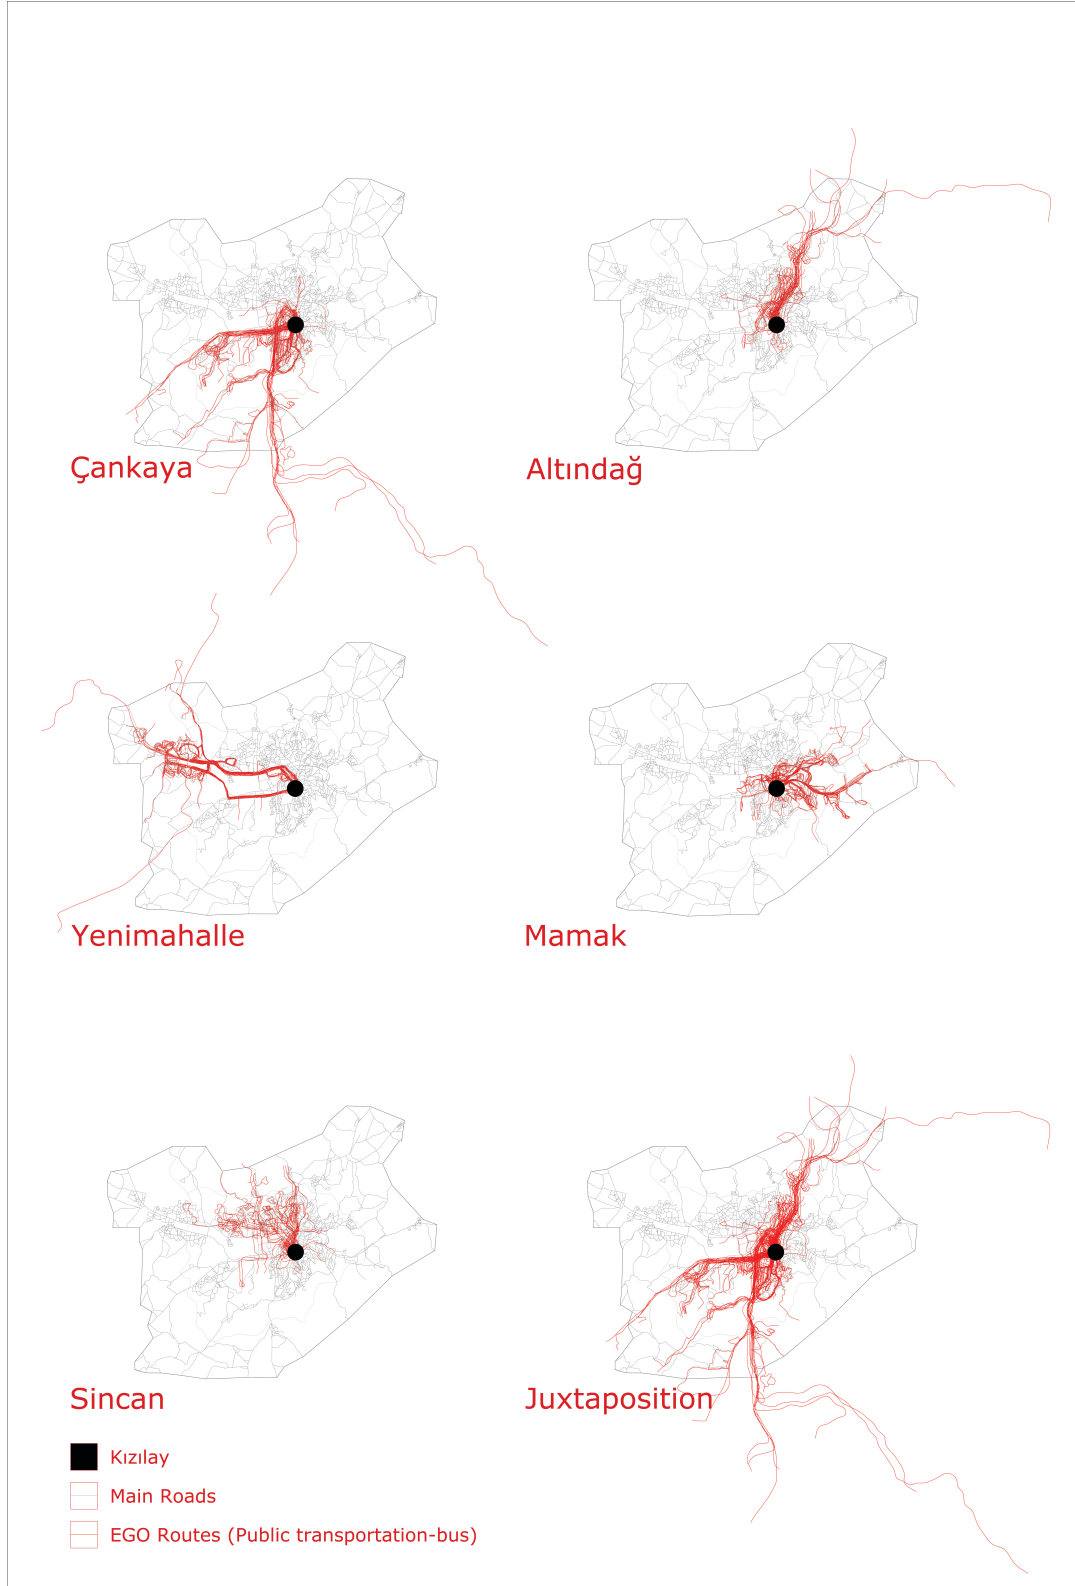 Çankaya
Altındağ
Yenimahalle
Mamak
Sincan
Juxtaposition
Kızılay
Main Roads
EGO Routes (Public transportation-bus)